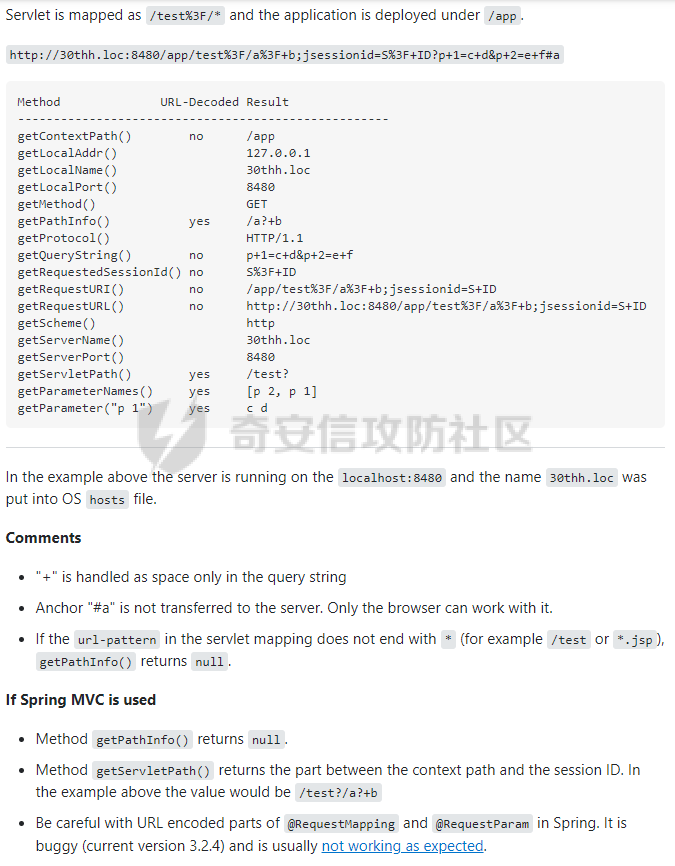 Servlet is mapped as /test%3F/* and the application is deployed under /app.
http://30thh.loc:8480/app/test%3F/a%3F+b;jsessionid=S%3F+ID?p+1=c+d&p+2=e+f#a
Method URL-Decoded Result
----------------------------------------------------
getContextPath() no /app
getLocalAddr() 127.0.0.1
getLocalName() 30thh.loc
getLocalPort() 8480
getMethod() GET
getPathInfo() yes /a?+b
getProtocol() HTTP/1.1
getQueryString() no p+1=c+d&p+2=e+f
getRequestedSessionId() no S%3F+ID
getRequestURI() no /app/test%3F/a%3F+b;jsessionid=S+ID
getRequestURL() no http://30thh.loc:8480/app/test%3F/a%3F+b;jsessionid=S+ID
getScheme() http
getServerName() 30thh.loc
getServerPort() 8480
getServletPath() yes /test?
getParameterNames() yes [p 2, p 1]
getParameter("p 1") yes c d
奇安信攻防社区
In the example above the server is running on the localhost:8480 and the name 30thh.loc was
put into OS hosts file.
Comments
• "+" is handled as space only in the query string
• Anchor "#a" is not transferred to the server. Only the browser can work with it.
• If the url-pattern in the servlet mapping does not end with * (for example /test or *.jsp),
getPathInfo() returns null.
If Spring MVC is used
• Method getPathInfo() returns null.
• Method getServletPath() returns the part between the context path and the session ID. In
the example above the value would be /test?/a?+b
• Be careful with URL encoded parts of @RequestMapping and @RequestParam in Spring. It is
buggy (current version 3.2.4) and is usually not working as expected.